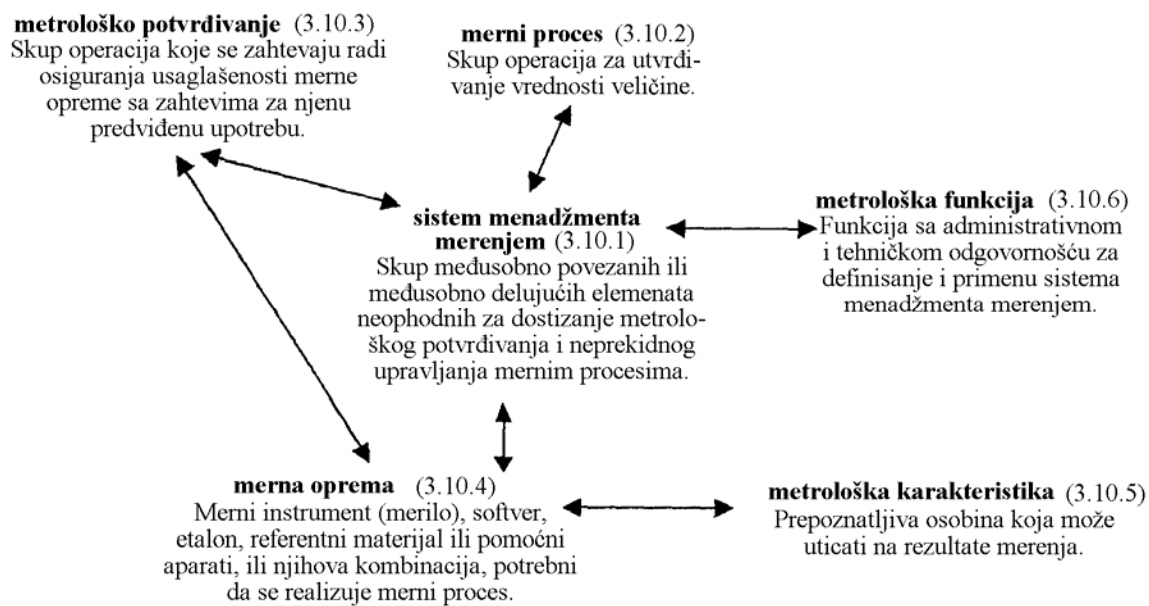 metrološko potvrđivanje (3.10.3)
Skup operacija koje se zahtevaju radi
osiguranja usaglašenosti merne
opreme sa zahtevima za njenu
predviđenu upotrebu.
merni proces (3.10.2)
Skup operacija za utvrđi-
vanje vrednosti veličine.
sistem menadžmenta
merenjem (3.10.1)
Skup međusobno povezanih ili
međusobno delujućih elemenata
neophodnih za dostizanje metrolo-
škog potvrđivanja i neprekidnog
upravljanja mernim procesima.
metrološka funkcija (3.10.6)
Funkcija sa administrativnom
i tehničkom odgovornošću za
definisanje i primenu sistema
menadžmenta merenjem.
merna oprema (3.10.4)
Merni instrument (merilo), softver,
etalon, referentni materijal ili pomoćni
aparati, ili njihova kombinacija, potrebni
da se realizuje merni proces.
metrološka karakteristika (3.10.5)
Prepoznatljiva osobina koja može
uticati na rezultate merenja.